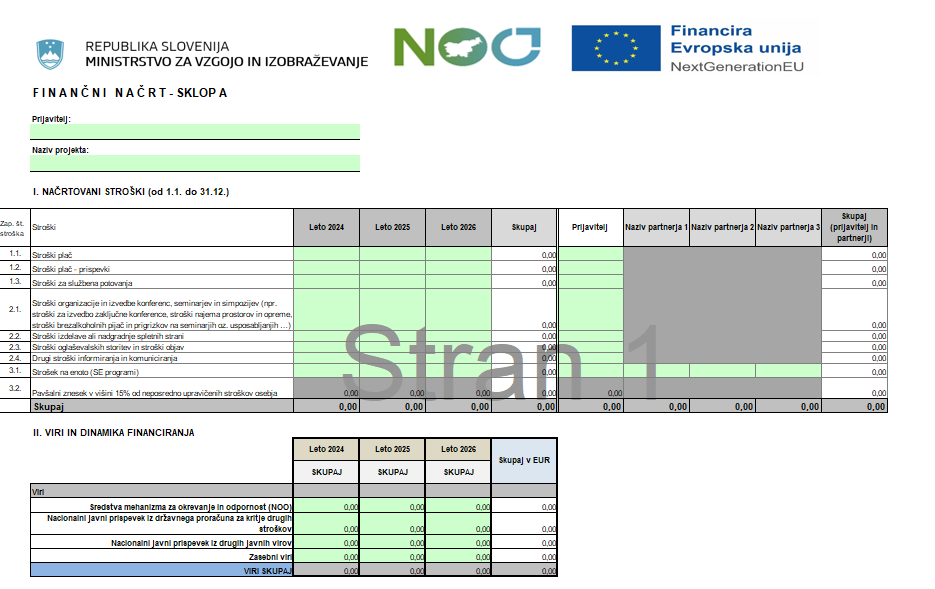 REPUBLIKA SLOVENIJA
MINISTRSTVO ZA VZGOJO IN IZOBRAŽEVANJE
NOO
Financira
Evropska unija
NextGenerationEU
FINANČNI NAČRT - SKLOP A
Prijavitelj:
Naziv projekta:
I. NAČRTOVANI STROŠKI (od 1.1. do 31.12.)
Zap. št. stroška Stroški Leto 2024 Leto 2025 Leto 2026 Skupaj Prijavitelj Naziv partnerja 1 Naziv partnerja 2 Naziv partnerja 3 Skupaj (prijavitelj in partnerji)
1.1. Stroški plač 0,00 0,00
1.2. Stroški plač - prispevki 0,00 0,00
1.3. Stroški za službena potovanja 0,00 0,00
2.1. Stroški organizacije in izvedbe konferenc, seminarjev in simpozijev (npr.
stroški za izvedbo zaključne konference, stroški najema prostorov in opreme,
stroški brezalkoholnih pijač in prigrizkov na seminarjih oz. usposabljanjih ...) 0,00 0,00
2.2. Stroški izdelave ali nadgradnje spletnih strani 0,00 0,00
2.3. Stroški oglaševalskih storitev in stroški objav 0,00 0,00
2.4. Drugi stroški informiranja in komuniciranja 0,00 0,00
3.1. Strošek na enoto (SE programi) 0,00 0,00
3.2. Pavšalni znesek v višini 15% od neposredno upravičenih stroškov osebja 0,00 0,00 0,00 0,00 0,00 0,00
Skupaj 0,00 0,00 0,00 0,00 0,00 0,00 0,00 0,00 0,00
Stran 1
II. VIRI IN DINAMIKA FINANCIRANJA
Leto 2024 Leto 2025 Leto 2026 Skupaj v EUR
SKUPAJ SKUPAJ SKUPAJ
Viri
Sredstva mehanizma za okrevanje in odpornost (NOO) 0,00 0,00 0,00 0,00
Nacionalni javni prispevek iz državnega proračuna za kritje drugih
stroškov 0,00 0,00 0,00 0,00
Nacionalni javni prispevek iz drugih javnih virov 0,00 0,00 0,00 0,00
Zasebni viri 0,00 0,00 0,00 0,00
VIRI SKUPAJ 0,00 0,00 0,00 0,00